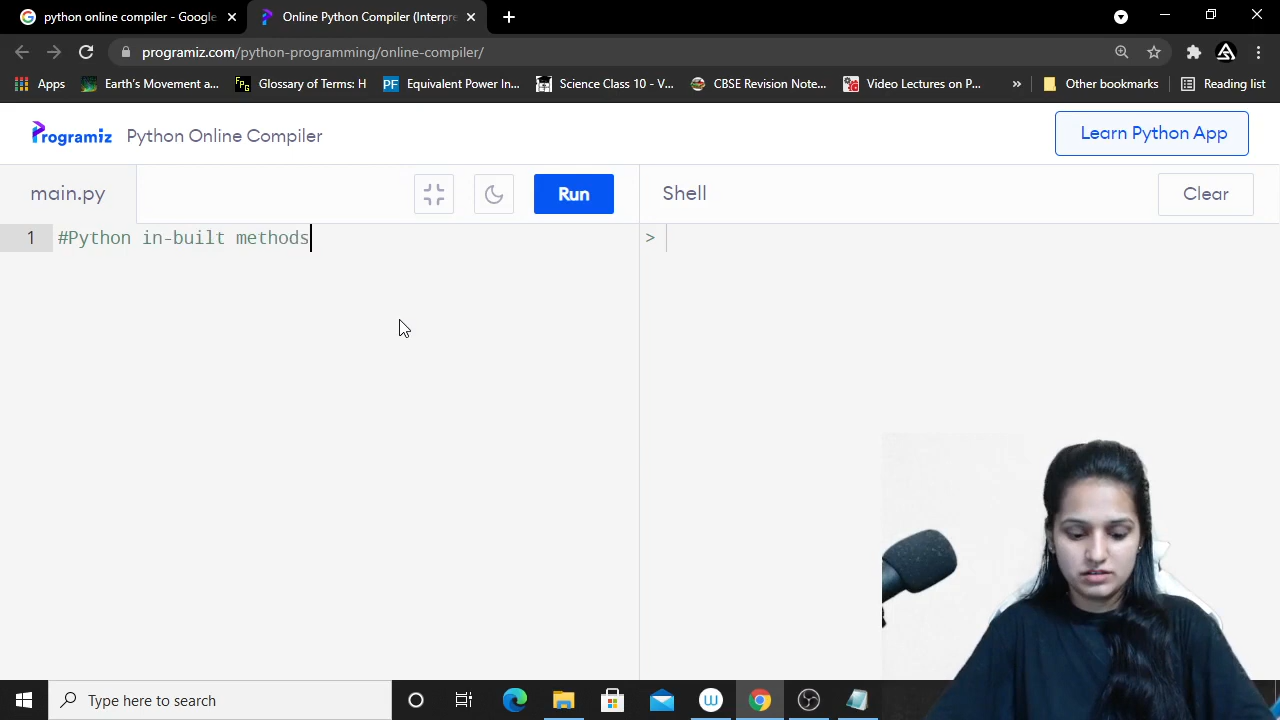 python online compiler - Google
Online Python Compiler (Interpre
programiz.com/python-programming/online-compiler/
Apps
Earth's Movement a...
FPg
Glossary of Terms: H
PF
Equivalent Power In...
Science Class 10 - V...
CBSE Revision Note...
Video Lectures on P...
»
Other bookmarks
Reading list
Programiz
Python Online Compiler
Learn Python App
main.py
Run
Shell
Clear
1
#Python in-built methods
>
Type here to search
W